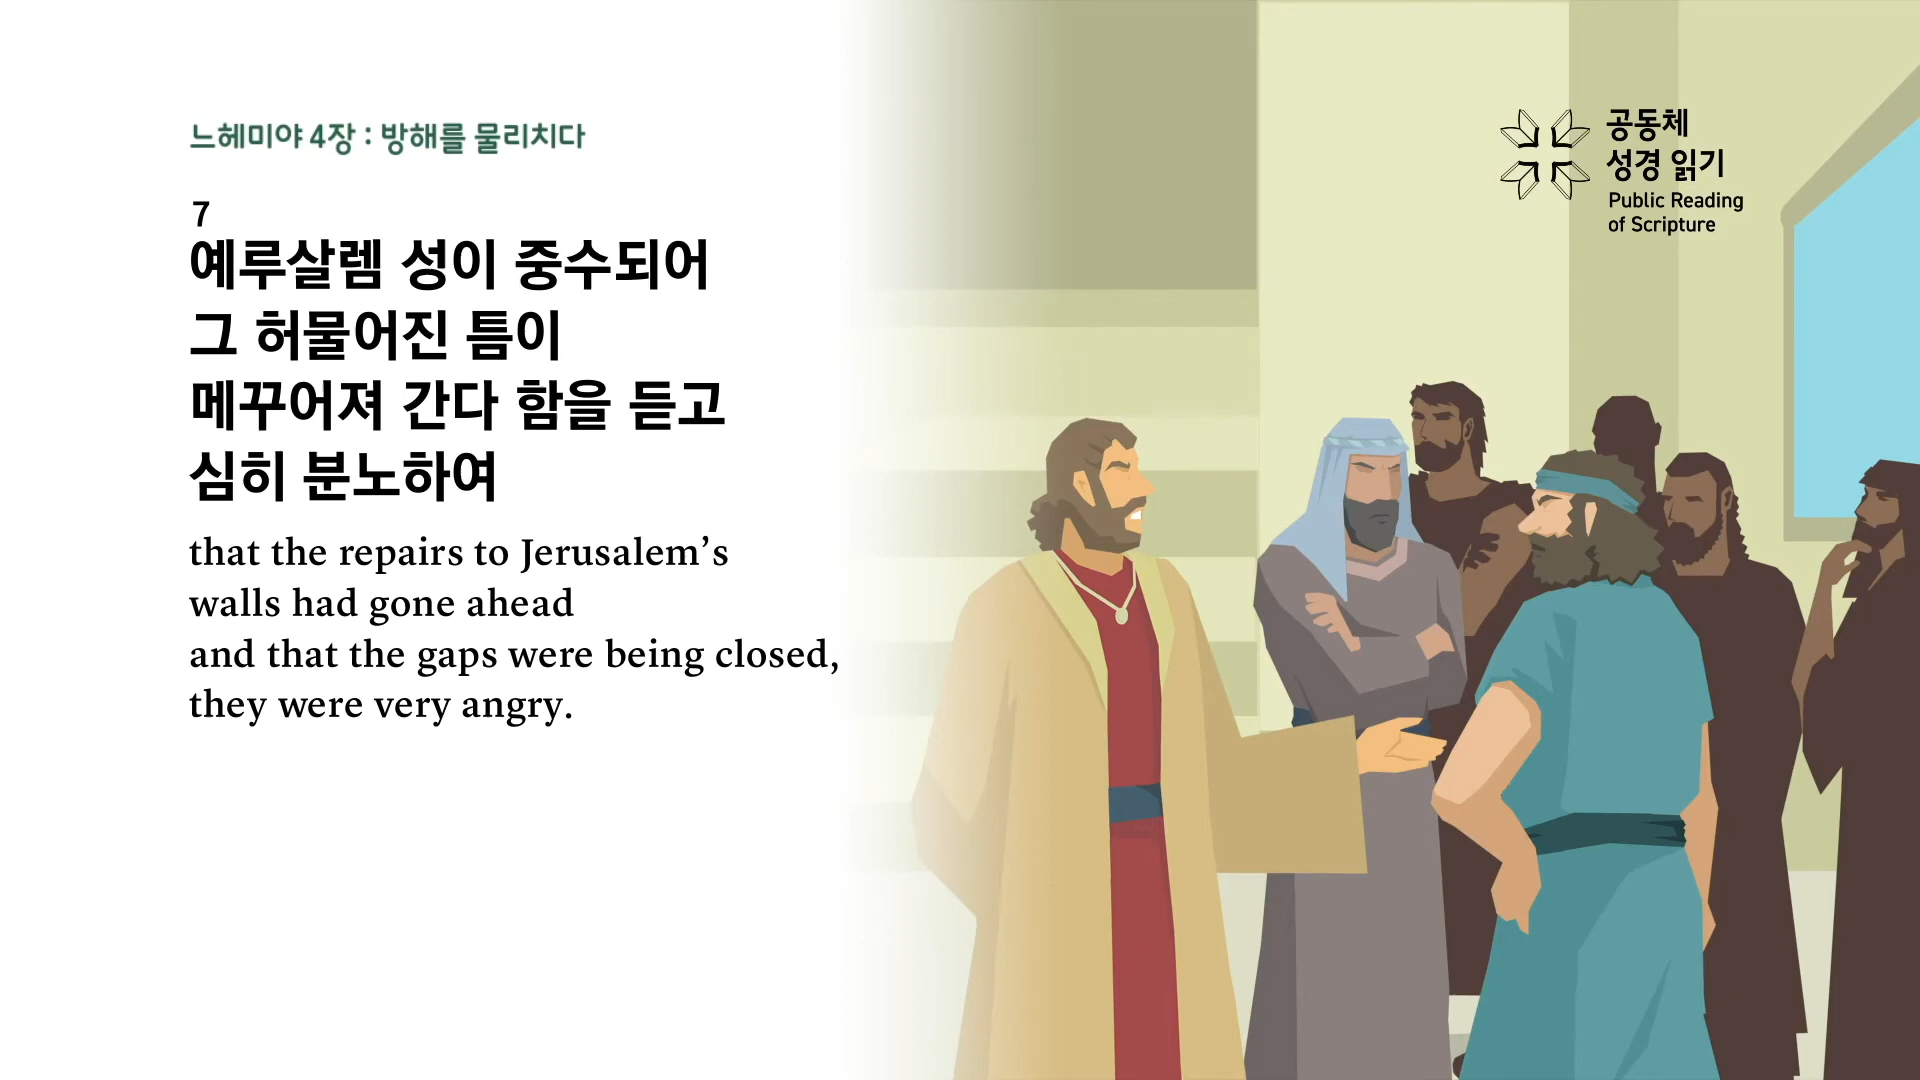 느헤미야 4장 : 방해를 물리치다
7
예루살렘 성이 중수되어
그 허물어진 틈이
메꾸어져 간다 함을 듣고
심히 분노하여
that the repairs to Jerusalem’s
walls had gone ahead
and that the gaps were being closed,
they were very angry.
공동체
성경 읽기
Public Reading
of Scripture